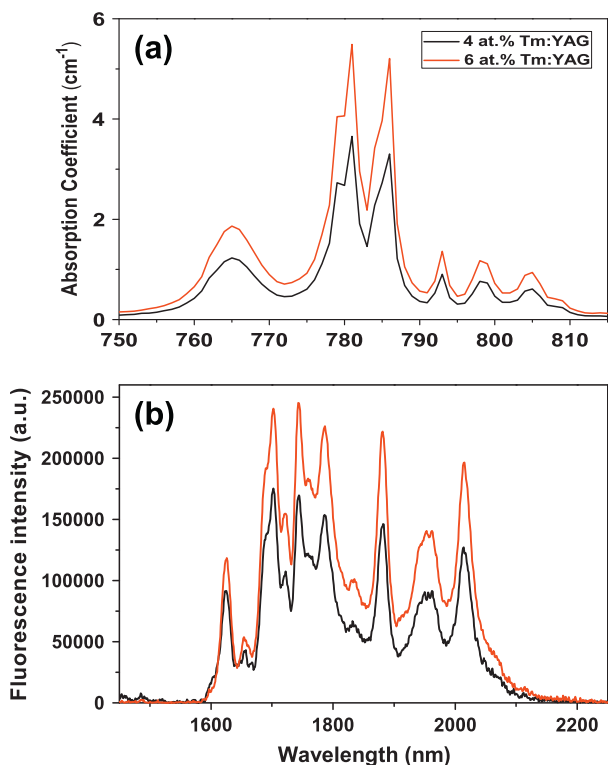 (a)
4 at.% Tm:YAG
6 at.% Tm:YAG
Absorption Coefficient (cm⁻¹)
6
4
2
0
750 760 770 780 790 800 810
(b)
Fluorescence intensity (a.u.)
250000
200000
150000
100000
50000
0
1600 1800 2000 2200
Wavelength (nm)